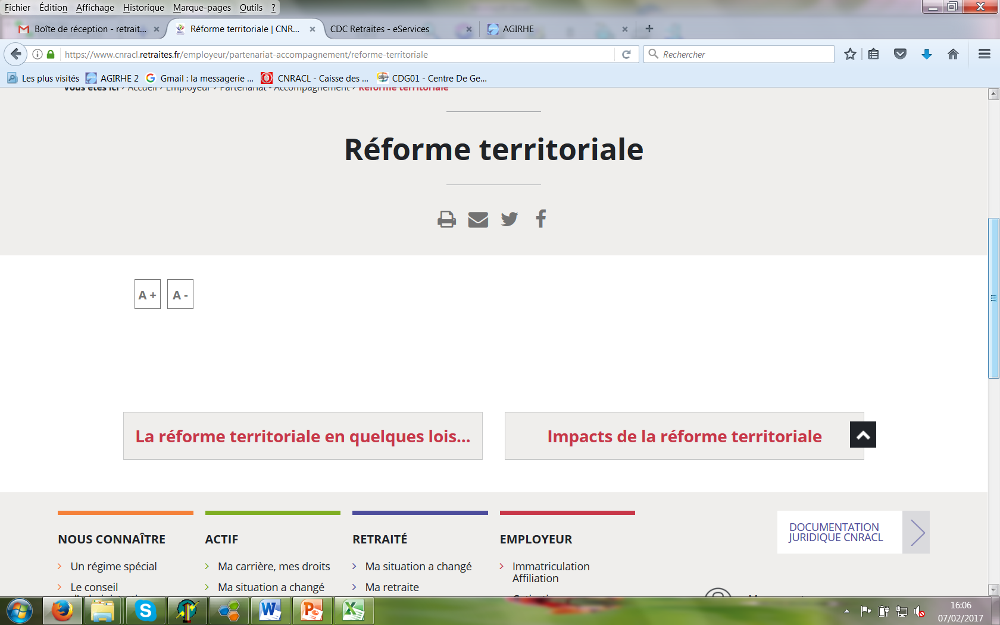 Fichier Édition Affichage Historique Marque-pages Outils ?
Boîte de réception - retrait... Réforme territoriale | CNR... CDC Retraites - eServices AGIRHE
https://www.cnracl.retraites.fr/employeur/partenariat-accompagnement/reforme-territoriale Rechercher
Les plus visités AGIRHE 2 Gmail : la messagerie ... CNRACL - Caisse des ... CDG01 - Centre De Ge...
Vous êtes ici > Accueil > Employeur > Partenariat - Accompagnement > Réforme territoriale
Réforme territoriale
A + A -
La réforme territoriale en quelques lois...
Impacts de la réforme territoriale
NOUS CONNAÎTRE
Un régime spécial
Le conseil
ACTIF
Ma carrière, mes droits
Ma situation a changé
RETRAITÉ
Ma situation a changé
Ma retraite
EMPLOYEUR
Immatriculation
Affiliation
DOCUMENTATION
JURIDIQUE CNRACL
16:06
07/02/2017